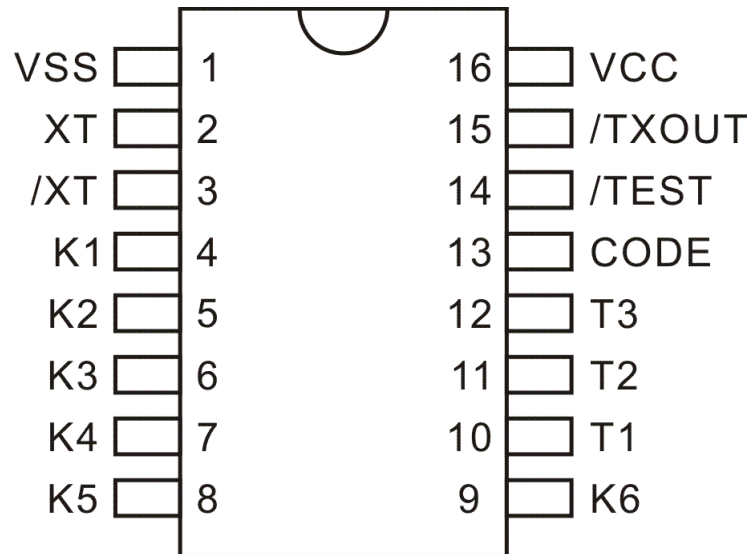 VSS 1 16 VCC
XT 2 15 /TXOUT
/XT 3 14 /TEST
K1 4 13 CODE
K2 5 12 T3
K3 6 11 T2
K4 7 10 T1
K5 8 9 K6